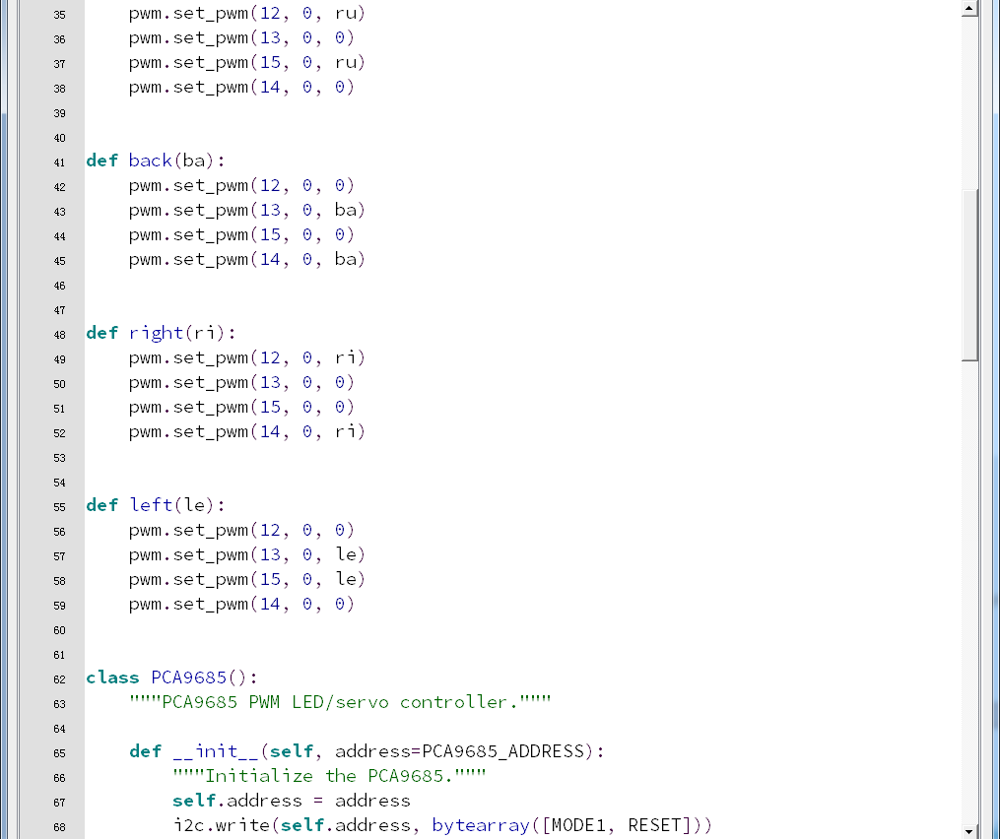 35 pwm.set_pwm(12, 0, ru)
36 pwm.set_pwm(13, 0, 0)
37 pwm.set_pwm(15, 0, ru)
38 pwm.set_pwm(14, 0, 0)
39
40
41 def back(ba):
42 pwm.set_pwm(12, 0, 0)
43 pwm.set_pwm(13, 0, ba)
44 pwm.set_pwm(15, 0, 0)
45 pwm.set_pwm(14, 0, ba)
46
47
48 def right(ri):
49 pwm.set_pwm(12, 0, ri)
50 pwm.set_pwm(13, 0, 0)
51 pwm.set_pwm(15, 0, 0)
52 pwm.set_pwm(14, 0, ri)
53
54
55 def left(le):
56 pwm.set_pwm(12, 0, 0)
57 pwm.set_pwm(13, 0, le)
58 pwm.set_pwm(15, 0, le)
59 pwm.set_pwm(14, 0, 0)
60
61
62 class PCA9685():
63 """PCA9685 PWM LED/servo controller."""
64
65 def __init__(self, address=PCA9685_ADDRESS):
66 """Initialize the PCA9685."""
67 self.address = address
68 i2c.write(self.address, bytearray([MODE1, RESET]))